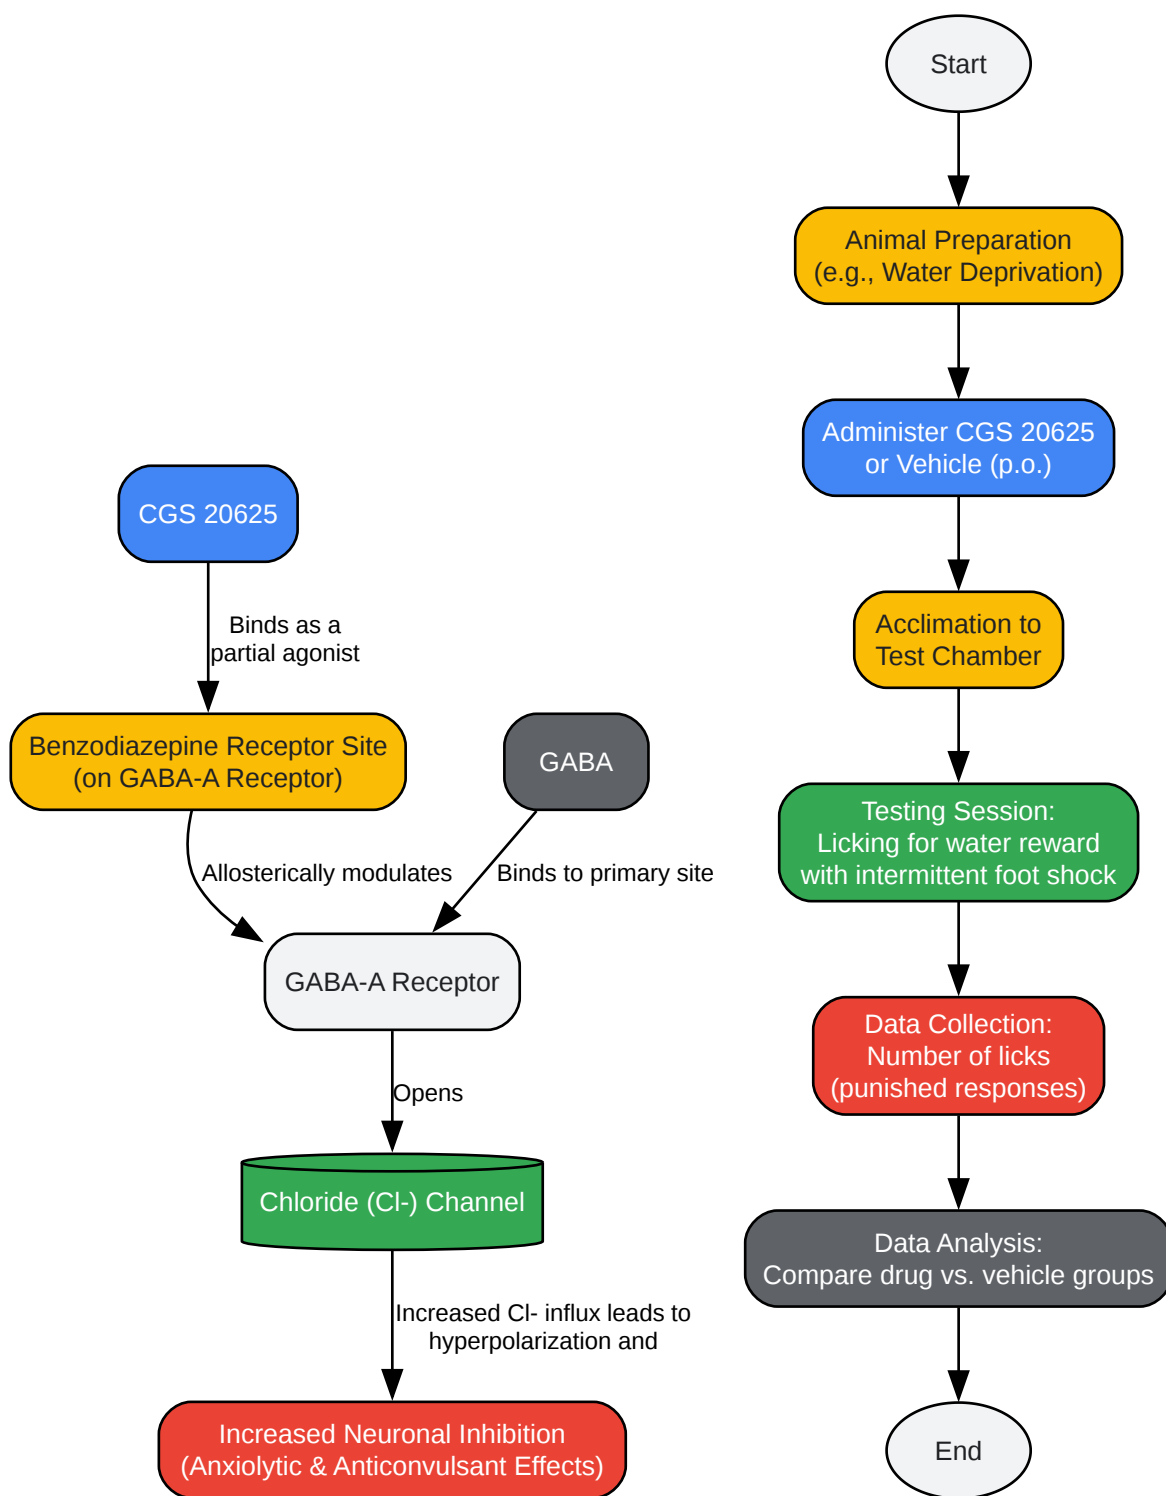 CGS 20625
Binds as a
partial agonist
Benzodiazepine Receptor Site
(on GABA-A Receptor)
GABA
Allosterically modulates
Binds to primary site
GABA-A Receptor
Opens
Chloride (Cl-) Channel
Increased Cl- influx leads to
hyperpolarization and
Increased Neuronal Inhibition
(Anxiolytic & Anticonvulsant Effects)
Start
Animal Preparation
(e.g., Water Deprivation)
Administer CGS 20625
or Vehicle (p.o.)
Acclimation to
Test Chamber
Testing Session:
Licking for water reward
with intermittent foot shock
Data Collection:
Number of licks
(punished responses)
Data Analysis:
Compare drug vs. vehicle groups
End